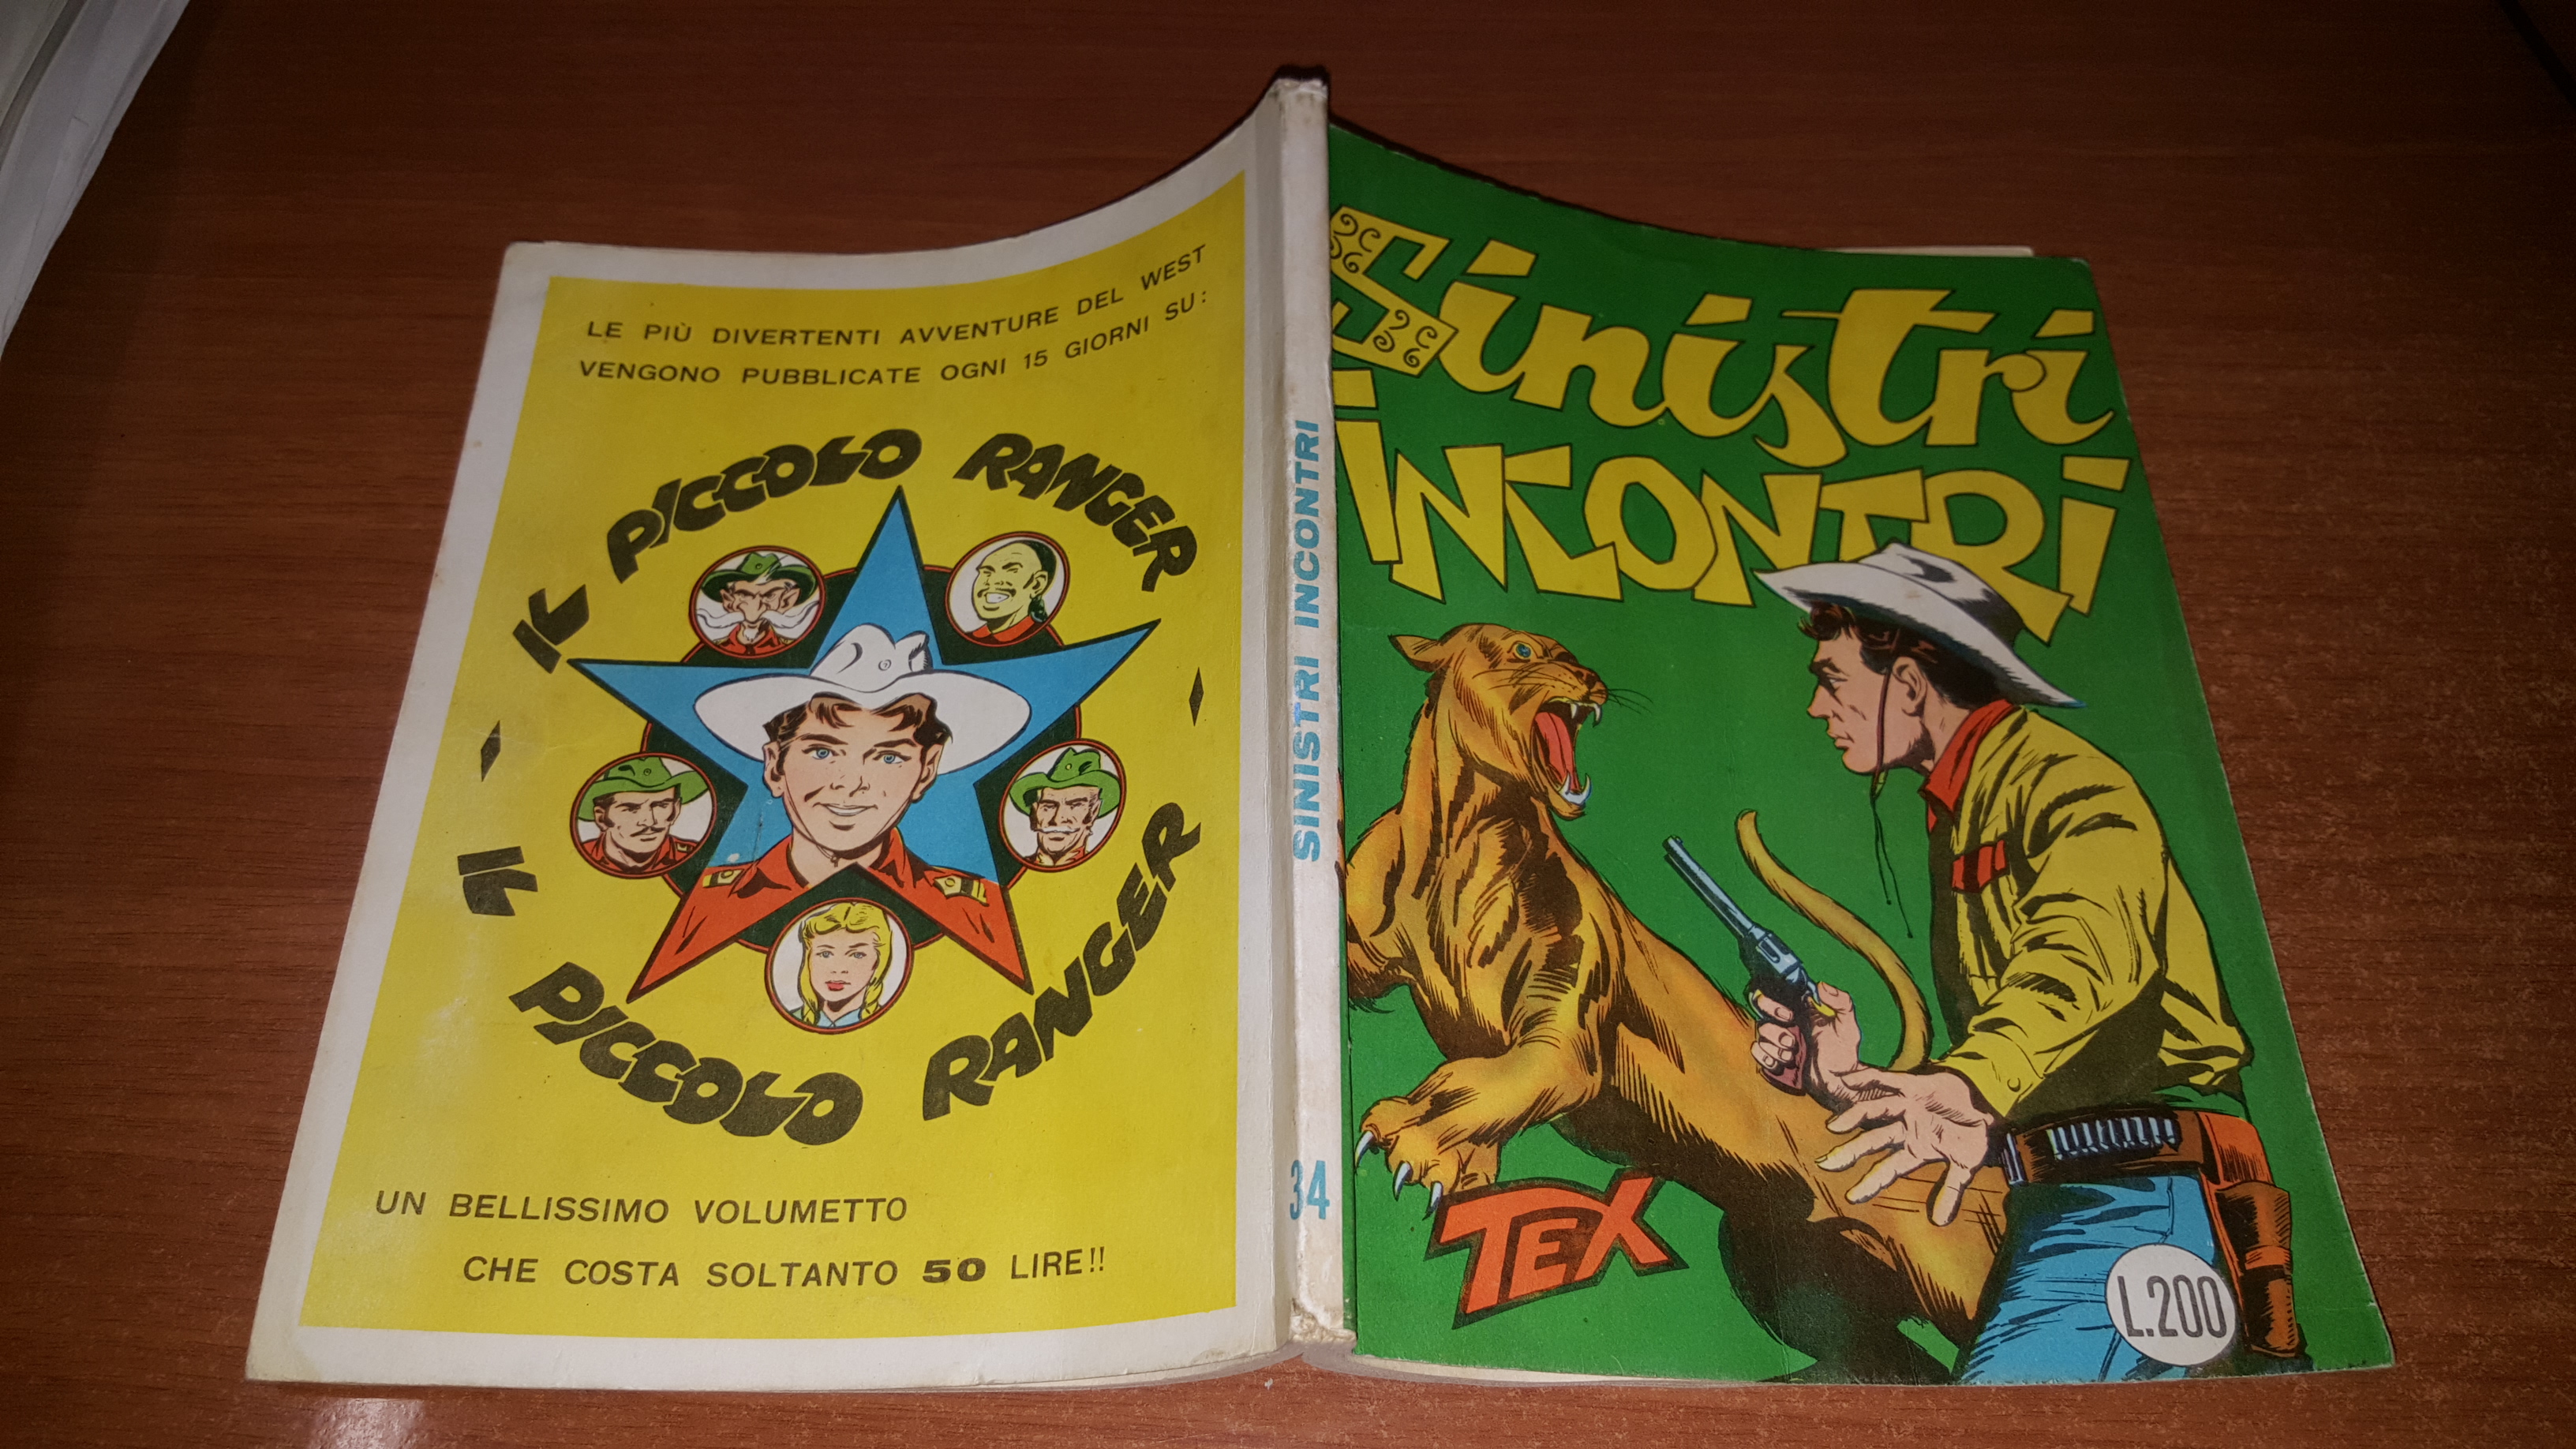 LE PIÙ DIVERTENTI AVVENTURE DEL WEST
VENGONO PUBBLICATE OGNI 15 GIORNI SU:
IL PICCOLO RANGER
IL PICCOLO RANGER
UN BELLISSIMO VOLUMETTO
CHE COSTA SOLTANTO 50 LIRE!!
SINISTRI INCONTRI
34
Sinistri
INCONTRI
TEX
L.200